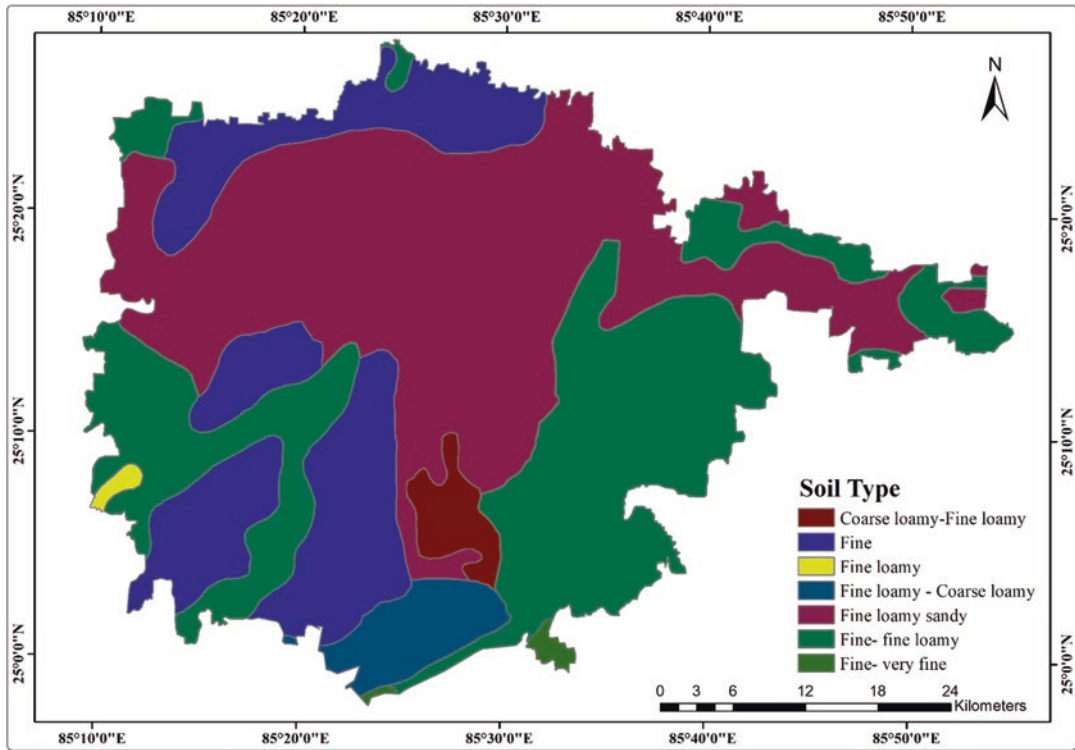 85°10'0"E 85°20'0"E 85°30'0"E 85°40'0"E 85°50'0"E
N
25°20'0"N 25°20'0"N
25°10'0"N 25°10'0"N
Soil Type
Coarse loamy-Fine loamy
Fine
Fine loamy
Fine loamy - Coarse loamy
Fine loamy sandy
Fine- fine loamy
Fine- very fine
25°0'0"N 25°0'0"N
0 3 6 12 18 24
Kilometers
85°10'0"E 85°20'0"E 85°30'0"E 85°40'0"E 85°50'0"E